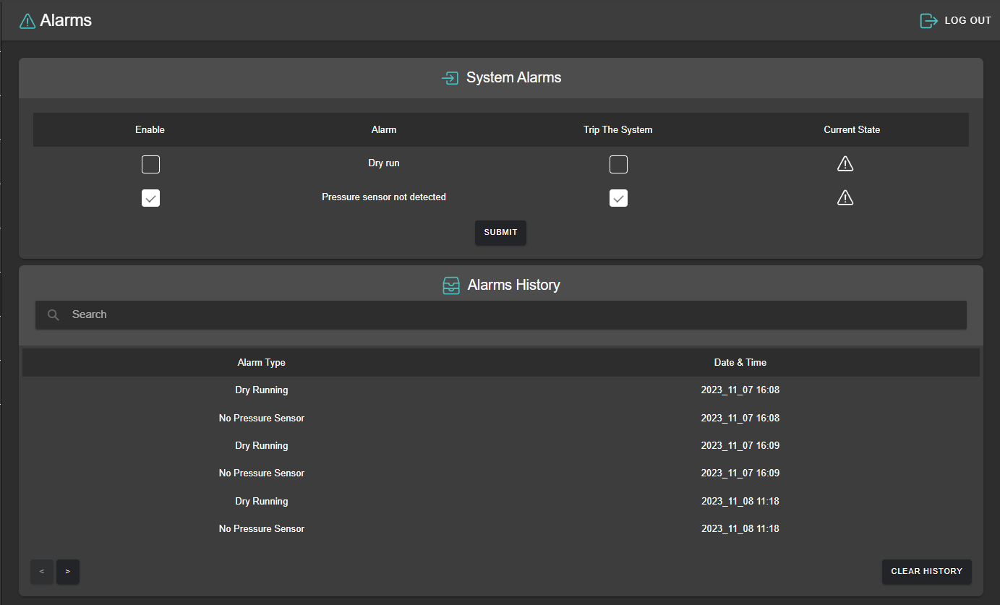 Alarms
LOG OUT
System Alarms
Enable Alarm Trip The System Current State
Dry run
Pressure sensor not detected
SUBMIT
Alarms History
Search
Alarm Type Date & Time
Dry Running 2023_11_07 16:08
No Pressure Sensor 2023_11_07 16:08
Dry Running 2023_11_07 16:09
No Pressure Sensor 2023_11_07 16:09
Dry Running 2023_11_08 11:18
No Pressure Sensor 2023_11_08 11:18
< > CLEAR HISTORY